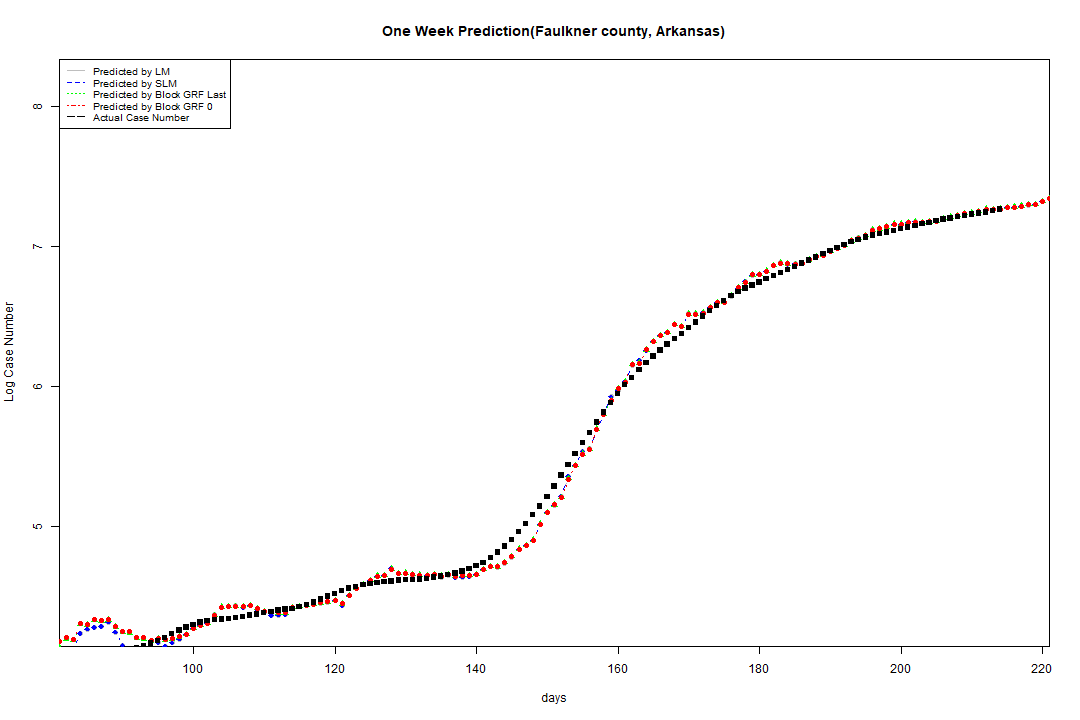 One Week Prediction(Faulkner county, Arkansas)
Predicted by LM
Predicted by SLM
Predicted by Block GRF Last
Predicted by Block GRF 0
Actual Case Number
8
7
6
5
Log Case Number
100 120 140 160 180 200 220
days